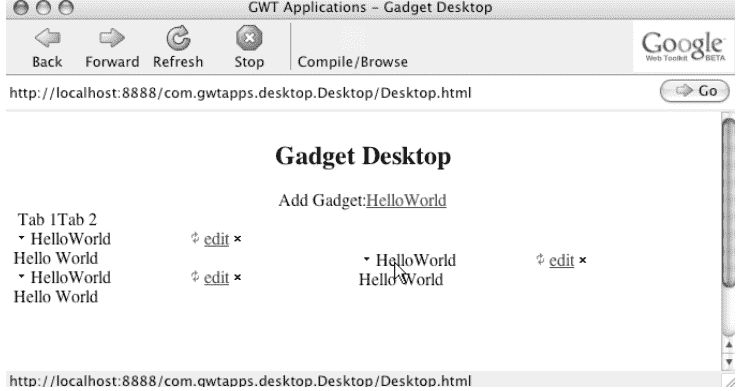 GWT Applications – Gadget Desktop
Back Forward Refresh Stop Compile/Browse
Google
Web Toolkit BETA
http://localhost:8888/com.gwtapps.desktop.Desktop/Desktop.html Go
Gadget Desktop
Add Gadget:HelloWorld
Tab 1Tab 2
HelloWorld edit
Hello World
HelloWorld edit
Hello World
HelloWorld edit
Hello World
http://localhost:8888/com.gwtapps.desktop.Desktop/Desktop.html